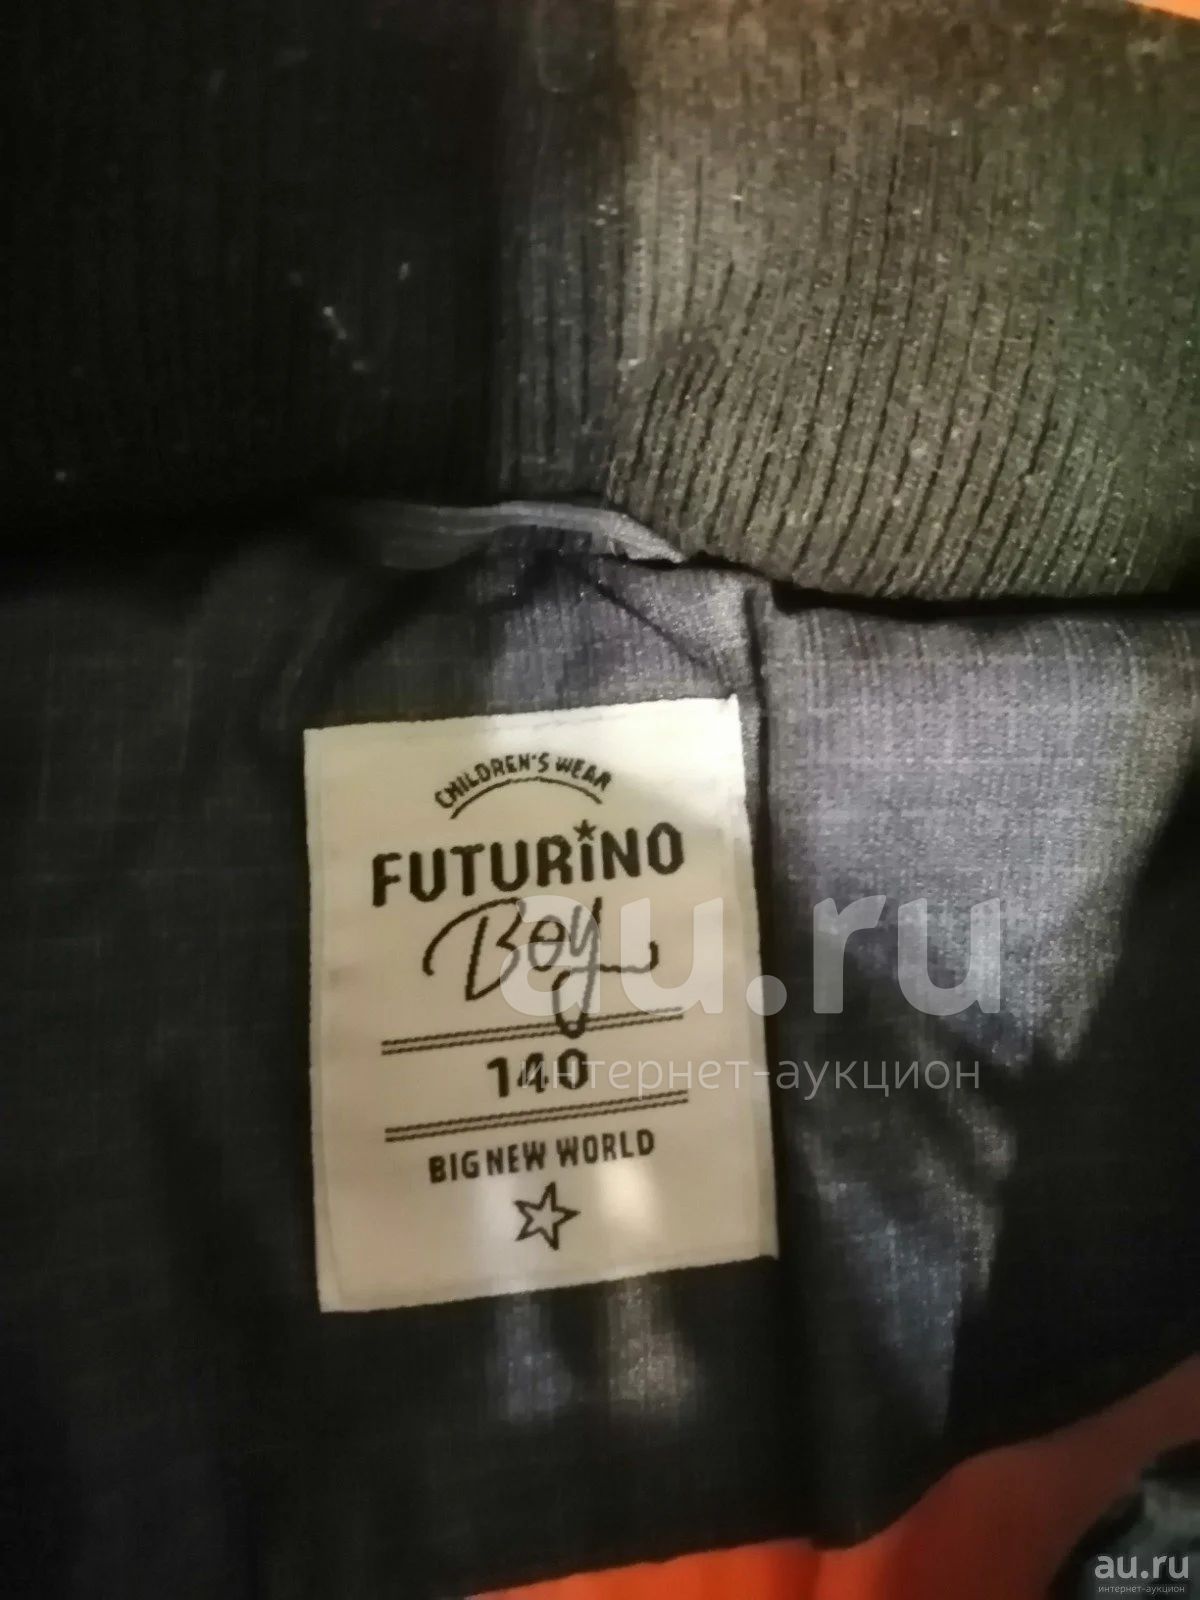 CHILDREN'S WEAR
FUTURINO
Boy
140
BIG NEW WORLD
au.ru
интернет-аукцион
au.ru
интернет-аукцион